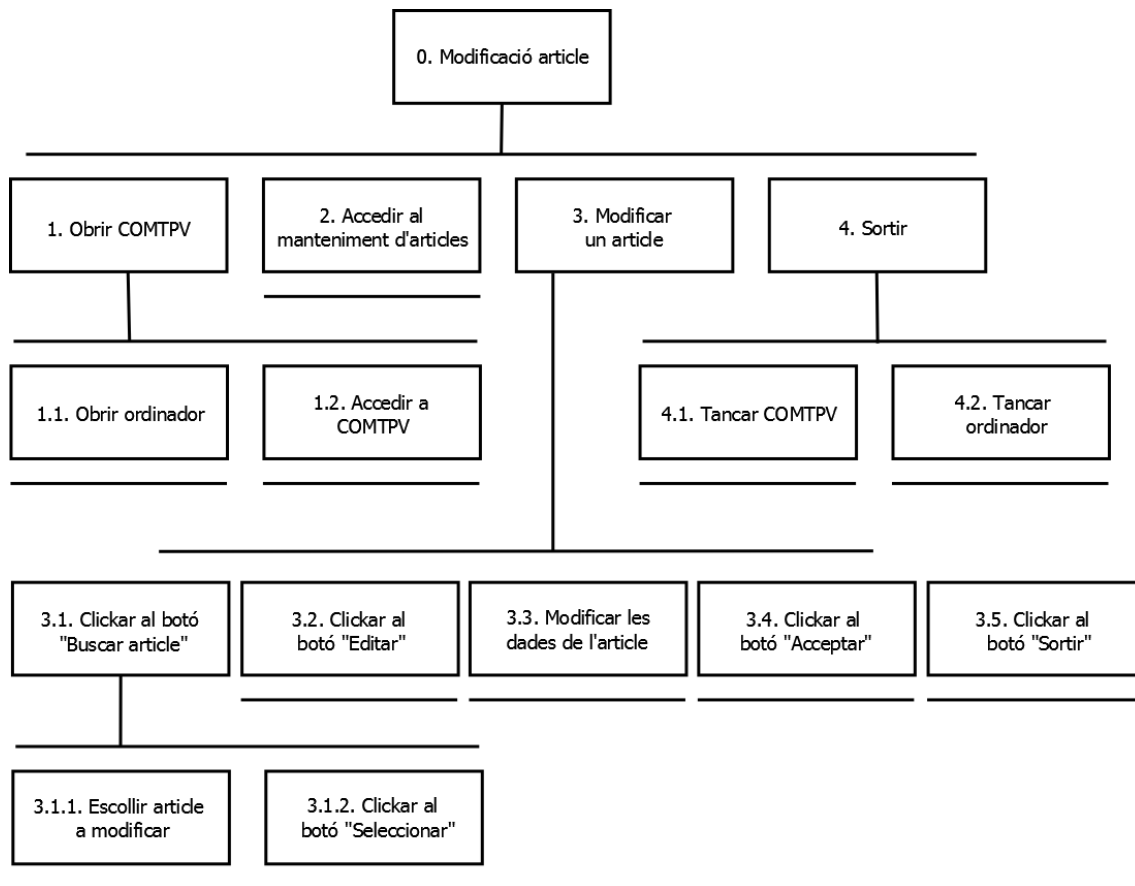 0. Modificació article
1. Obrir COMTPV
2. Accedir al
manteniment d'articles
3. Modificar
un article
4. Sortir
1.1. Obrir ordinador
1.2. Accedir a
COMTPV
4.1. Tancar COMTPV
4.2. Tancar
ordinador
3.1. Clickar al botó
"Buscar article"
3.2. Clickar al
botó "Editar"
3.3. Modificar les
dades de l'article
3.4. Clickar al
botó "Acceptar"
3.5. Clickar al
botó "Sortir"
3.1.1. Escollir article
a modificar
3.1.2. Clickar al
botó "Seleccionar"